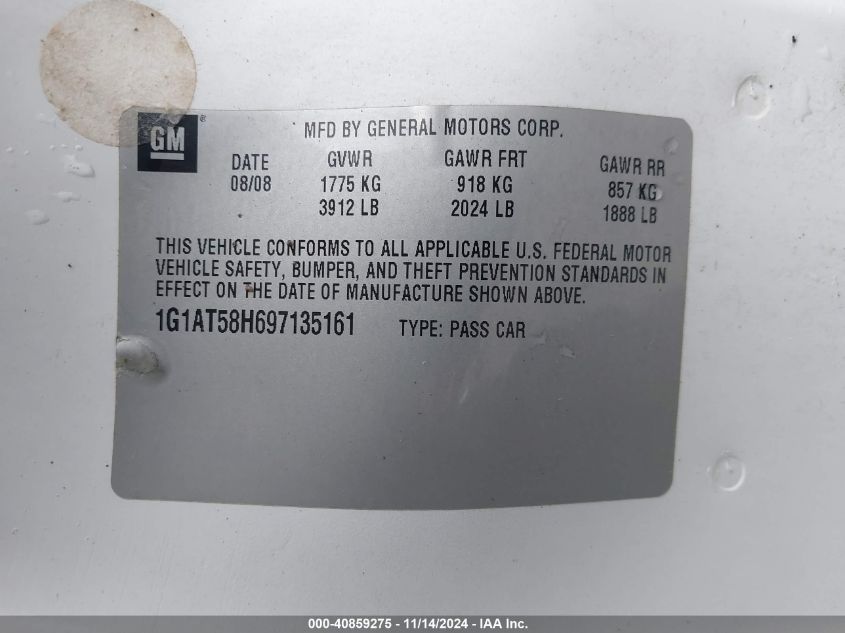 GM ®
MFD BY GENERAL MOTORS CORP.
DATE GVWR GAWR FRT GAWR RR
08/08 1775 KG 918 KG 857 KG
3912 LB 2024 LB 1888 LB
THIS VEHICLE CONFORMS TO ALL APPLICABLE U.S. FEDERAL MOTOR
VEHICLE SAFETY, BUMPER, AND THEFT PREVENTION STANDARDS IN
EFFECT ON THE DATE OF MANUFACTURE SHOWN ABOVE.
1G1AT58H697135161 TYPE: PASS CAR
000-40859275 - 11/14/2024 - IAA Inc.